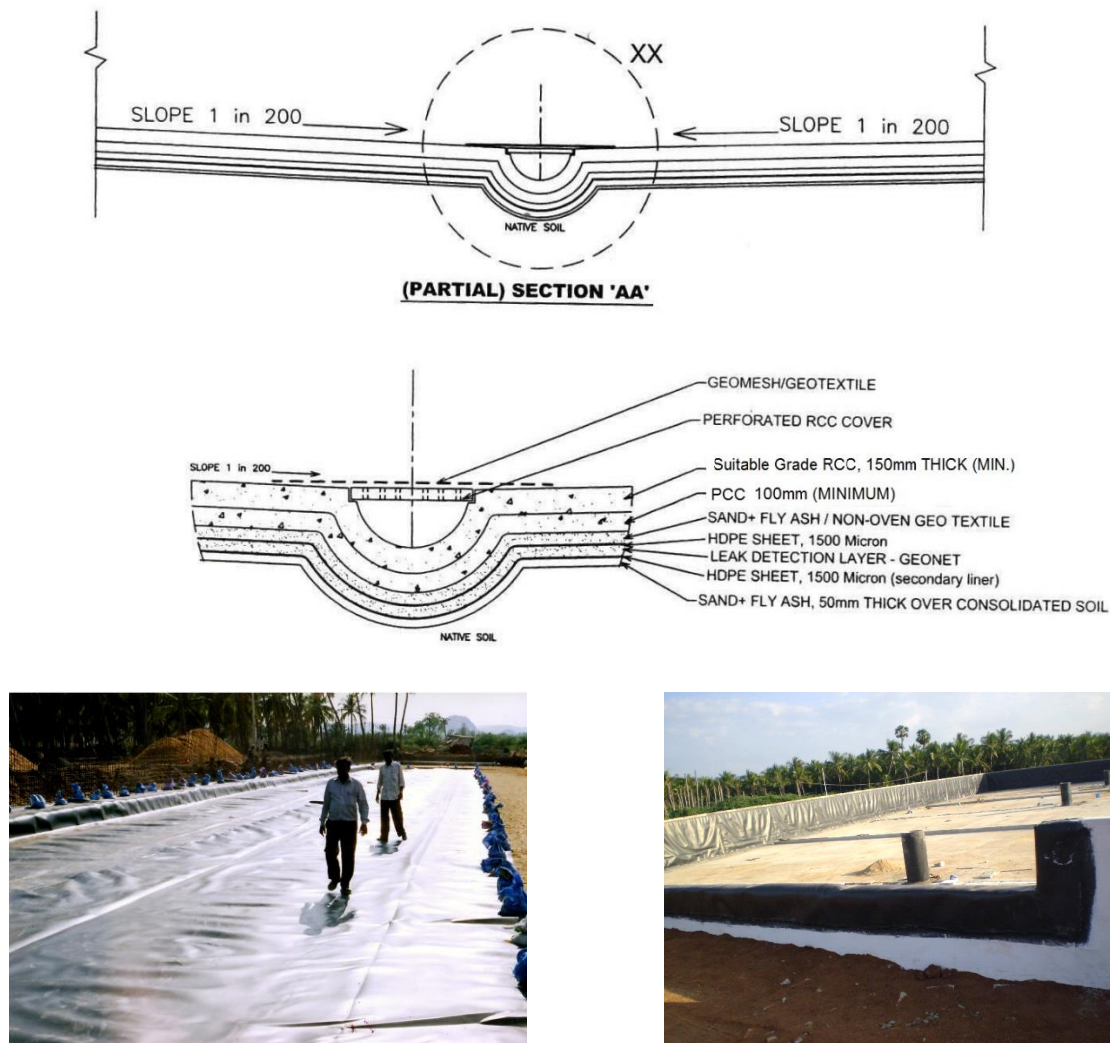 XX
SLOPE 1 in 200
SLOPE 1 in 200
NATIVE SOIL
(PARTIAL) SECTION 'AA'
GEOMESH/GEOTEXTILE
PERFORATED RCC COVER
SLOPE 1 in 200
Suitable Grade RCC, 150mm THICK (MIN.)
PCC 100mm (MINIMUM)
SAND+ FLY ASH / NON-OVEN GEO TEXTILE
HDPE SHEET, 1500 Micron
LEAK DETECTION LAYER - GEONET
HDPE SHEET, 1500 Micron (secondary liner)
SAND+ FLY ASH, 50mm THICK OVER CONSOLIDATED SOIL
NATIVE SOIL